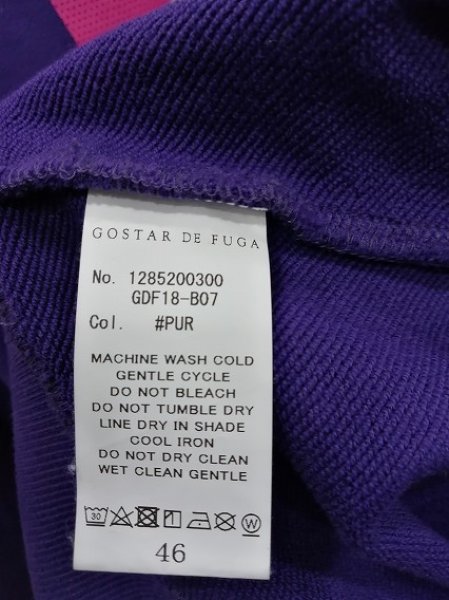 GOSTAR DE FUGA
No. 1285200300
GDF18-B07
Col. #PUR
MACHINE WASH COLD
GENTLE CYCLE
DO NOT BLEACH
DO NOT TUMBLE DRY
LINE DRY IN SHADE
COOL IRON
DO NOT DRY CLEAN
WET CLEAN GENTLE
30 W
46